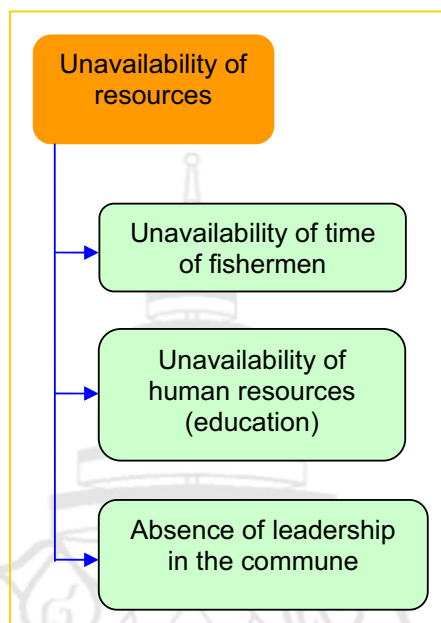 Unavailability of
resources
Unavailability of time
of fishermen
Unavailability of
human resources
(education)
Absence of leadership
in the commune